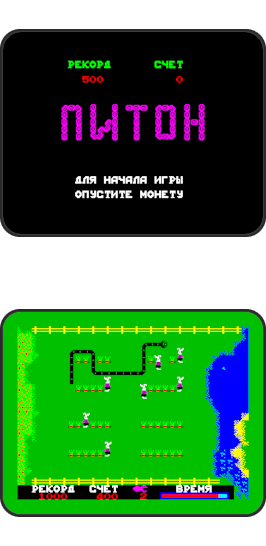 РЕКОРД СЧЕТ
500 0
ПИТОН
ДЛЯ НАЧАЛА ИГРЫ
ОПУСТИТЕ МОНЕТУ
РЕКОРД СЧЕТ ВРЕМЯ
1000 400 2